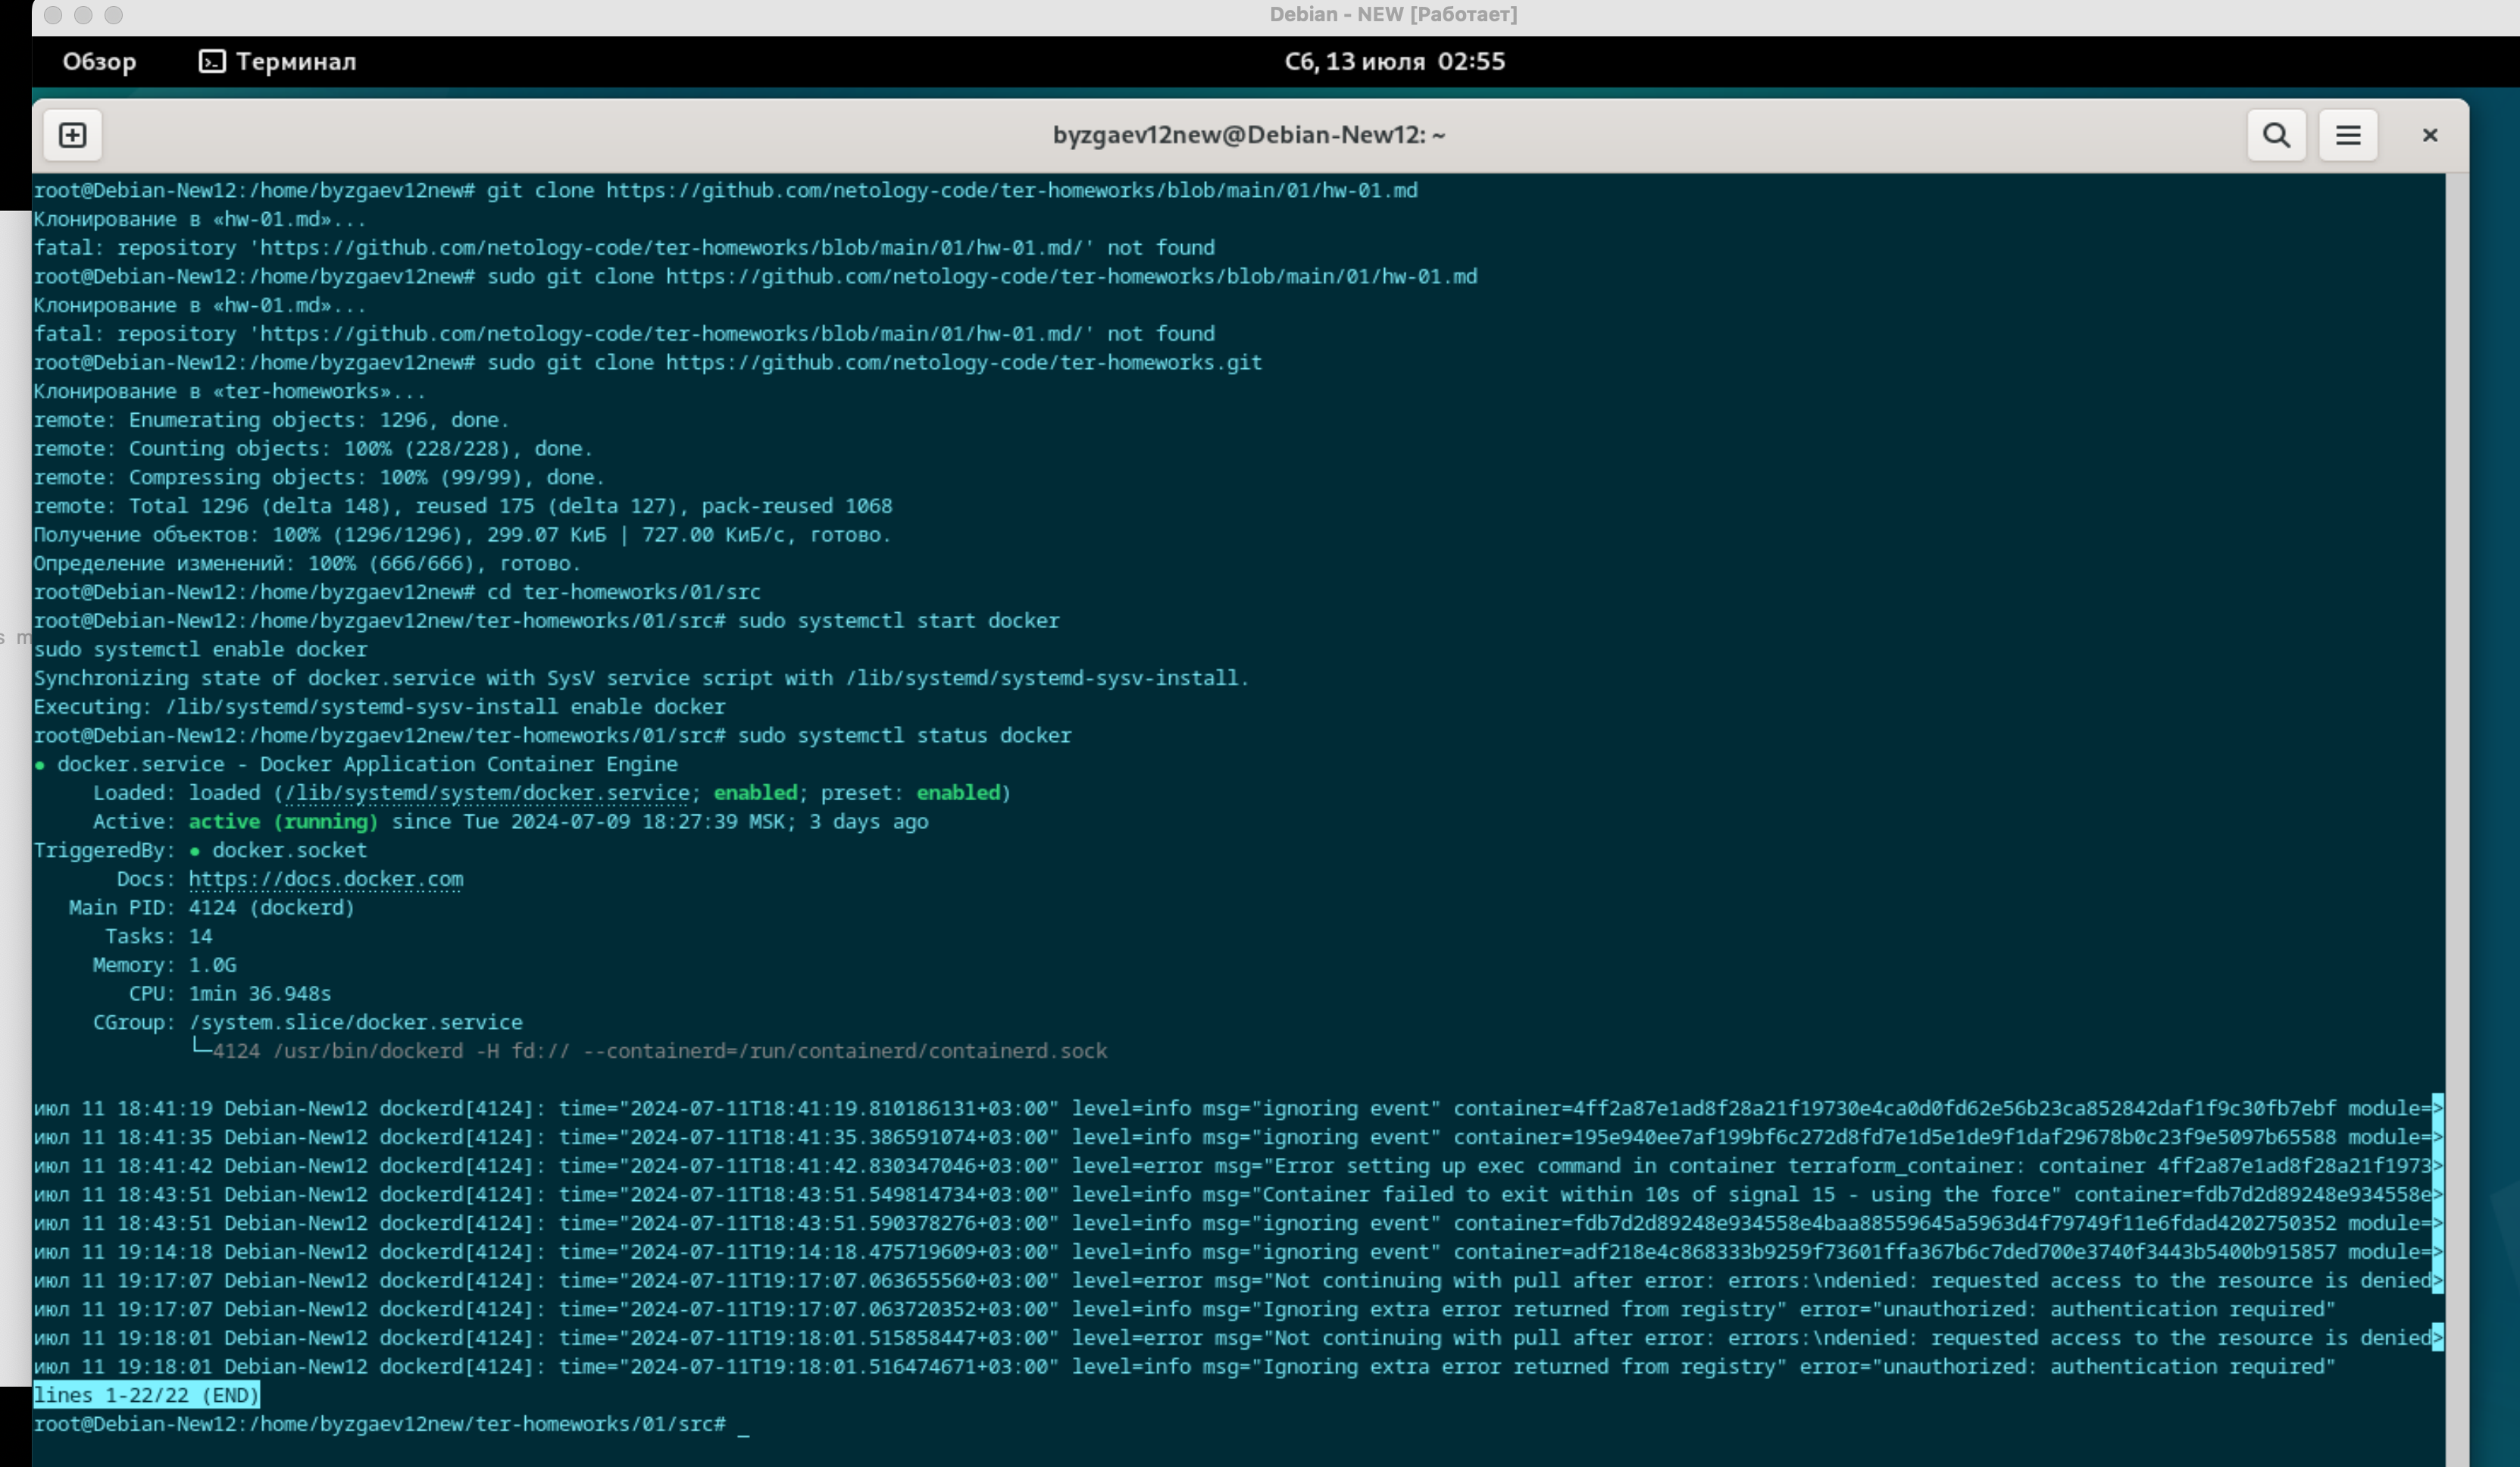 Debian - NEW [Работает]
Обзор Терминал Сб, 13 июля 02:55
byzgaev12new@Debian-New12: ~
root@Debian-New12:/home/byzgaev12new# git clone https://github.com/netology-code/ter-homeworks/blob/main/01/hw-01.md
Клонирование в «hw-01.md»...
fatal: repository 'https://github.com/netology-code/ter-homeworks/blob/main/01/hw-01.md/' not found
root@Debian-New12:/home/byzgaev12new# sudo git clone https://github.com/netology-code/ter-homeworks/blob/main/01/hw-01.md
Клонирование в «hw-01.md»...
fatal: repository 'https://github.com/netology-code/ter-homeworks/blob/main/01/hw-01.md/' not found
root@Debian-New12:/home/byzgaev12new# sudo git clone https://github.com/netology-code/ter-homeworks.git
Клонирование в «ter-homeworks»...
remote: Enumerating objects: 1296, done.
remote: Counting objects: 100% (228/228), done.
remote: Compressing objects: 100% (99/99), done.
remote: Total 1296 (delta 148), reused 175 (delta 127), pack-reused 1068
Получение объектов: 100% (1296/1296), 299.07 КиБ | 727.00 КиБ/с, готово.
Определение изменений: 100% (666/666), готово.
root@Debian-New12:/home/byzgaev12new# cd ter-homeworks/01/src
root@Debian-New12:/home/byzgaev12new/ter-homeworks/01/src# sudo systemctl start docker
sudo systemctl enable docker
Synchronizing state of docker.service with SysV service script with /lib/systemd/systemd-sysv-install.
Executing: /lib/systemd/systemd-sysv-install enable docker
root@Debian-New12:/home/byzgaev12new/ter-homeworks/01/src# sudo systemctl status docker
● docker.service - Docker Application Container Engine
Loaded: loaded (/lib/systemd/system/docker.service; enabled; preset: enabled)
Active: active (running) since Tue 2024-07-09 18:27:39 MSK; 3 days ago
TriggeredBy: ● docker.socket
Docs: https://docs.docker.com
Main PID: 4124 (dockerd)
Tasks: 14
Memory: 1.0G
CPU: 1min 36.948s
CGroup: /system.slice/docker.service
└─4124 /usr/bin/dockerd -H fd:// --containerd=/run/containerd/containerd.sock
июл 11 18:41:19 Debian-New12 dockerd[4124]: time="2024-07-11T18:41:19.810186131+03:00" level=info msg="ignoring event" container=4ff2a87e1ad8f28a21f19730e4ca0d0fd62e56b23ca852842daf1f9c30fb7ebf module=>
июл 11 18:41:35 Debian-New12 dockerd[4124]: time="2024-07-11T18:41:35.386591074+03:00" level=info msg="ignoring event" container=195e940ee7af199bf6c272d8fd7e1d5e1de9f1daf29678b0c23f9e5097b65588 module=>
июл 11 18:41:42 Debian-New12 dockerd[4124]: time="2024-07-11T18:41:42.830347046+03:00" level=error msg="Error setting up exec command in container terraform_container: container 4ff2a87e1ad8f28a21f1973>
июл 11 18:43:51 Debian-New12 dockerd[4124]: time="2024-07-11T18:43:51.549814734+03:00" level=info msg="Container failed to exit within 10s of signal 15 - using the force" container=fdb7d2d89248e934558e>
июл 11 18:43:51 Debian-New12 dockerd[4124]: time="2024-07-11T18:43:51.590378276+03:00" level=info msg="ignoring event" container=fdb7d2d89248e934558e4baa88559645a5963d4f79749f11e6fdad4202750352 module=>
июл 11 19:14:18 Debian-New12 dockerd[4124]: time="2024-07-11T19:14:18.475719609+03:00" level=info msg="ignoring event" container=adf218e4c868333b9259f73601ffa367b6c7ded700e3740f3443b5400b915857 module=>
июл 11 19:17:07 Debian-New12 dockerd[4124]: time="2024-07-11T19:17:07.063655560+03:00" level=error msg="Not continuing with pull after error: errors:\ndenied: requested access to the resource is denied>
июл 11 19:17:07 Debian-New12 dockerd[4124]: time="2024-07-11T19:17:07.063720352+03:00" level=info msg="Ignoring extra error returned from registry" error="unauthorized: authentication required"
июл 11 19:18:01 Debian-New12 dockerd[4124]: time="2024-07-11T19:18:01.515858447+03:00" level=error msg="Not continuing with pull after error: errors:\ndenied: requested access to the resource is denied>
июл 11 19:18:01 Debian-New12 dockerd[4124]: time="2024-07-11T19:18:01.516474671+03:00" level=info msg="Ignoring extra error returned from registry" error="unauthorized: authentication required"
lines 1-22/22 (END)
root@Debian-New12:/home/byzgaev12new/ter-homeworks/01/src# _